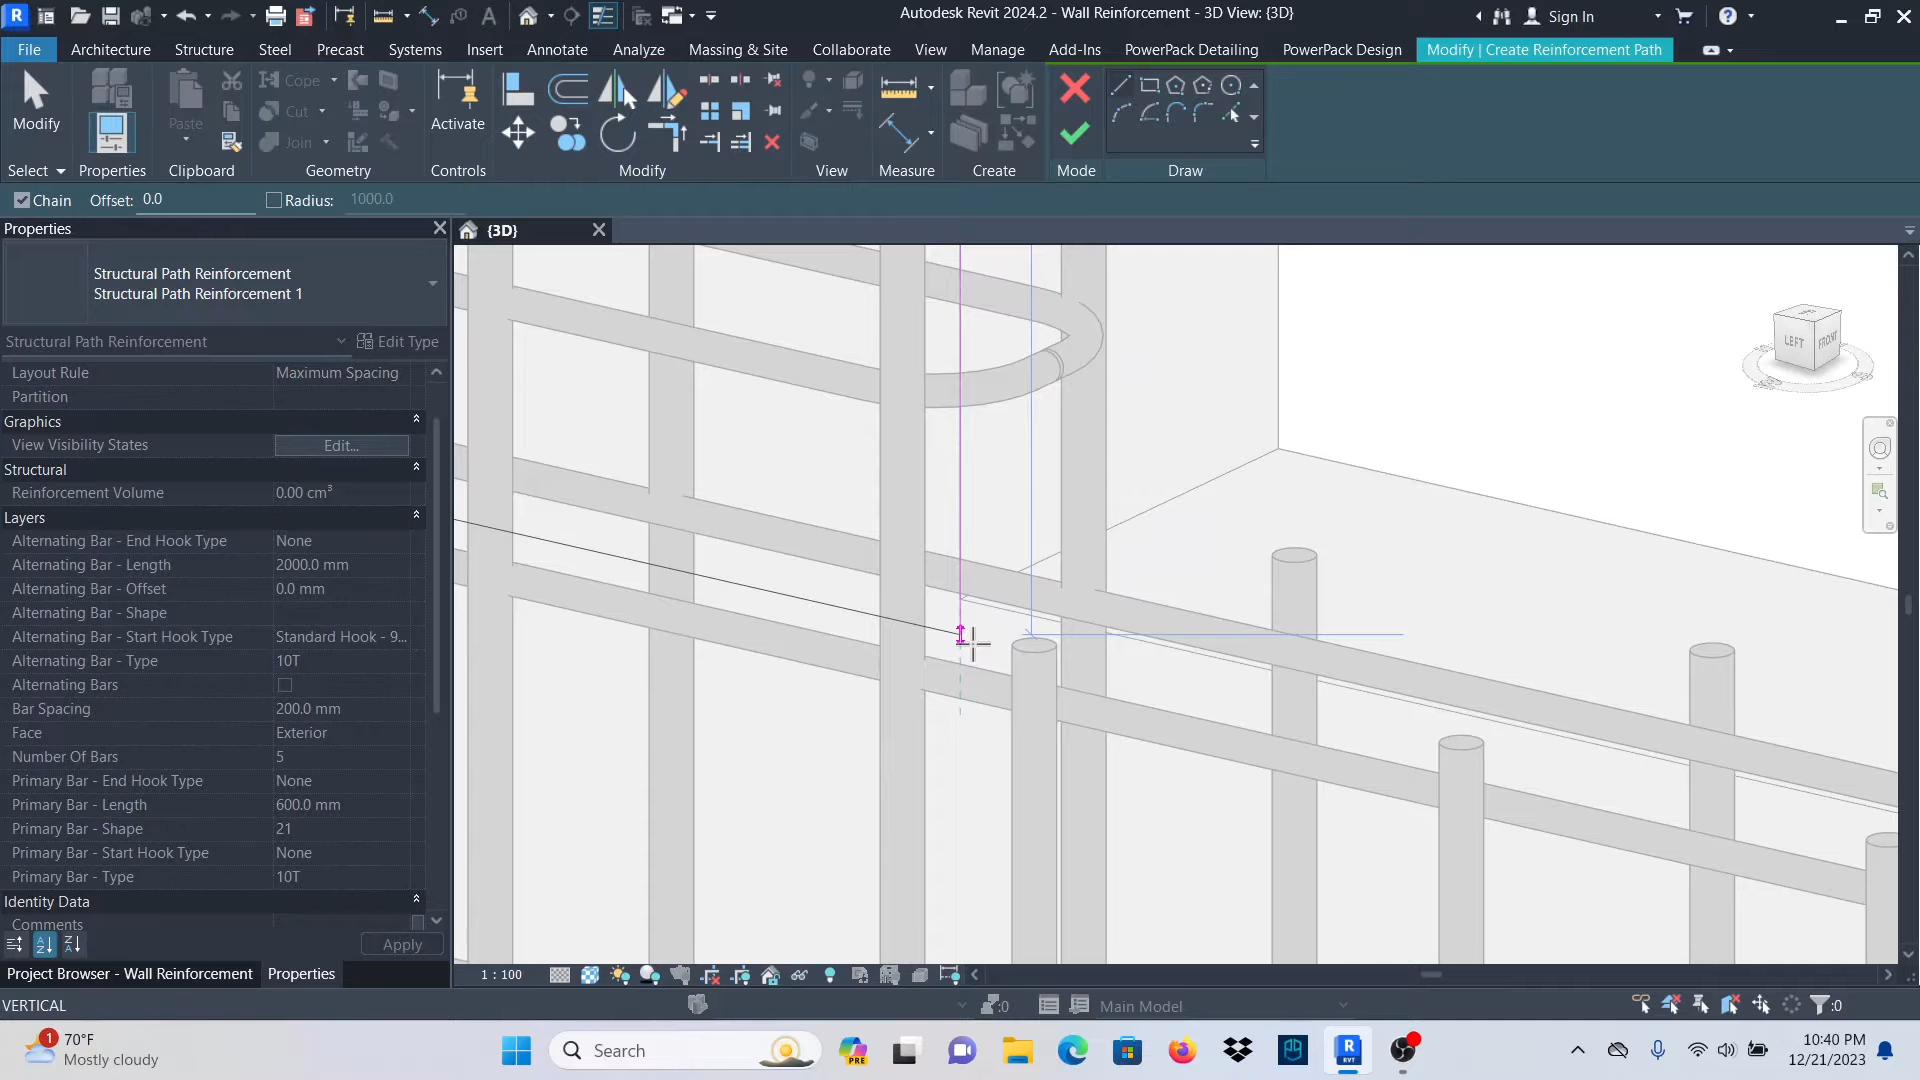 Autodesk Revit 2024.2 - Wall Reinforcement - 3D View: {3D}
Sign In
File
Architecture
Structure
Steel
Precast
Systems
Insert
Annotate
Analyze
Massing & Site
Collaborate
View
Manage
Add-Ins
PowerPack Detailing
PowerPack Design
Modify | Create Reinforcement Path
Modify
Paste
Cope
Cut
Join
Activate
Select
Properties
Clipboard
Geometry
Controls
Modify
View
Measure
Create
Mode
Draw
Chain
Offset: 0.0
Radius: 1000.0
Properties
{3D}
Structural Path Reinforcement
Structural Path Reinforcement 1
Structural Path Reinforcement
Edit Type
Layout Rule Maximum Spacing
Partition
Graphics
View Visibility States Edit...
Structural
Reinforcement Volume 0.00 cm³
Layers
Alternating Bar - End Hook Type None
Alternating Bar - Length 2000.0 mm
Alternating Bar - Offset 0.0 mm
Alternating Bar - Shape
Alternating Bar - Start Hook Type Standard Hook - 9...
Alternating Bar - Type 10T
Alternating Bars
Bar Spacing 200.0 mm
Face Exterior
Number Of Bars 5
Primary Bar - End Hook Type None
Primary Bar - Length 600.0 mm
Primary Bar - Shape 21
Primary Bar - Start Hook Type None
Primary Bar - Type 10T
Identity Data
Comments
Apply
Project Browser - Wall Reinforcement
Properties
LEFT
FRONT
1 : 100
VERTICAL
:0
Main Model
:0
1
70°F
Mostly cloudy
Search
PRE
R
RVT
10:40 PM
12/21/2023